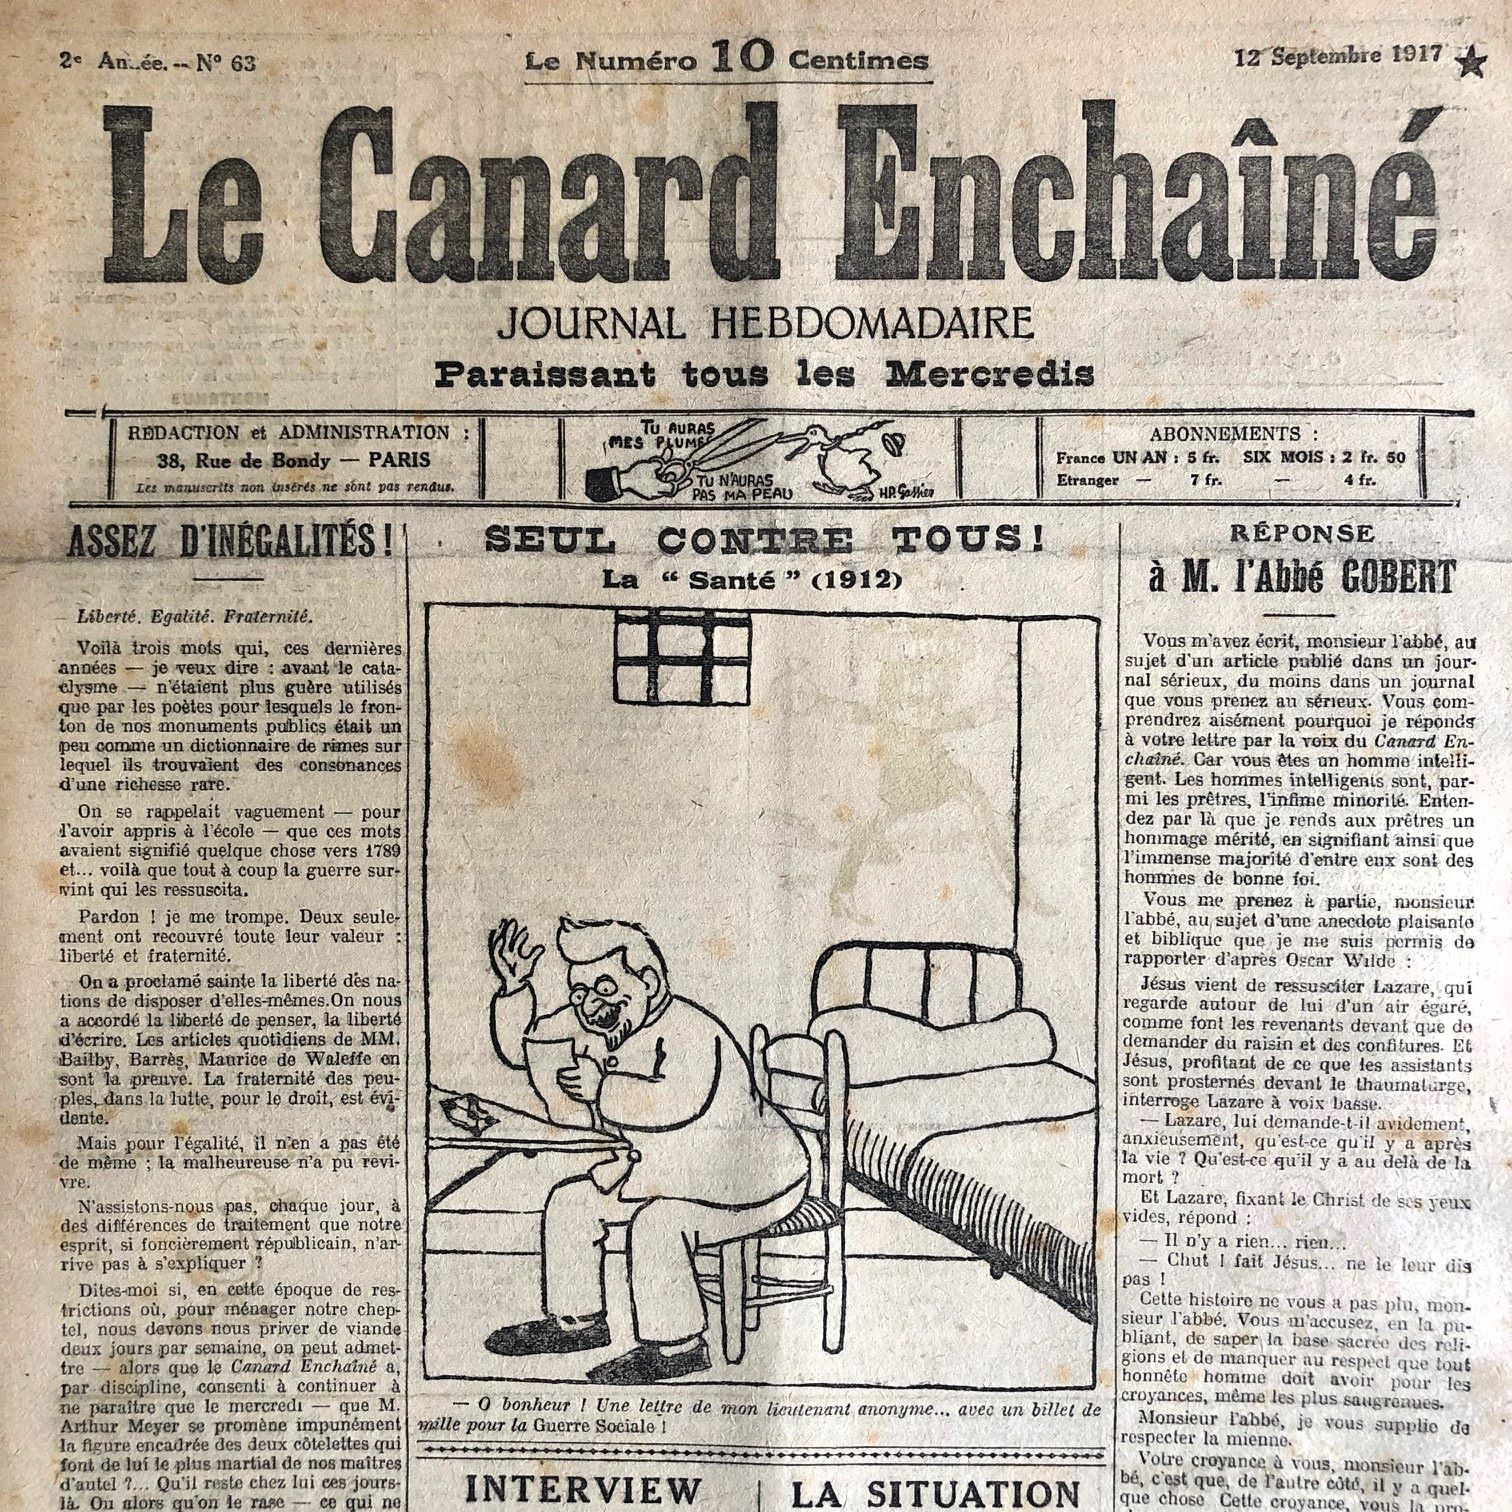 2e Année. -- N° 63
Le Numéro 10 Centimes
12 Septembre 1917
Le Canard Enchaîné
JOURNAL HEBDOMADAIRE
Paraissant tous les Mercredis
REDACTION et ADMINISTRATION :
38, Rue de Bondy — PARIS
Les manuscrits non insérés ne sont pas rendus.
TU AURAS
MES PLUMES
TU N'AURAS
PAS MA PEAU
H.P. Gassier
ABONNEMENTS :
France UN AN : 5 fr. SIX MOIS : 2 fr. 50
Etranger — 7 fr. — 4 fr.
ASSEZ D'INÉGALITÉS !
Liberté. Egalité. Fraternité.
Voilà trois mots qui, ces dernières
années — je veux dire : avant le cata-
clysme — n'étaient plus guère utilisés
que par les poètes pour lesquels le fron-
ton de nos monuments publics était un
peu comme un dictionnaire de rimes sur
lequel ils trouvaient des consonances
d'une richesse rare.
On se rappelait vaguement — pour
l'avoir appris à l'école — que ces mots
avaient signifié quelque chose vers 1789
et... voilà que tout à coup la guerre sur-
vint qui les ressuscita.
Pardon ! je me trompe. Deux seule-
ment ont recouvré toute leur valeur :
liberté et fraternité.
On a proclamé sainte la liberté des na-
tions de disposer d'elles-mêmes. On nous
a accordé la liberté de penser, la liberté
d'écrire. Les articles quotidiens de MM.
Bailby, Barrès, Maurice de Waleffe en
sont la preuve. La fraternité des peu-
ples, dans la lutte, pour le droit, est évi-
dente.
Mais pour l'égalité, il n'en a pas été
de même ; la malheureuse n'a pu revi-
vre.
N'assistons-nous pas, chaque jour, à
des différences de traitement que notre
esprit, si foncièrement républicain, n'ar-
rive pas à s'expliquer ?
Dites-moi si, en cette époque de res-
trictions où, pour ménager notre chep-
tel, nous devons nous priver de viande
deux jours par semaine, on peut admet-
tre — alors que le Canard Enchaîné a,
par discipline, consenti à continuer à
ne paraître que le mercredi — que M.
Arthur Meyer se promène impunément
la figure encadrée des deux côtelettes qui
font de lui le plus martial de nos maîtres
d'autel ?... Qu'il reste chez lui ces jours-
là. Ou alors qu'on le rase — ce qui ne
SEUL CONTRE TOUS !
La " Santé " (1912)
— O bonheur ! Une lettre de mon lieutenant anonyme... avec un billet de
mille pour la Guerre Sociale !
INTERVIEW
LA SITUATION
RÉPONSE
à M. l'Abbé GOBERT
Vous m'avez écrit, monsieur l'abbé, au
sujet d'un article publié dans un jour-
nal sérieux, du moins dans un journal
que vous prenez au sérieux. Vous com-
prendrez aisément pourquoi je réponds
à votre lettre par la voix du Canard En-
chaîné. Car vous êtes un homme intelli-
gent. Les hommes intelligents sont, par-
mi les prêtres, l'infime minorité. Enten-
dez par là que je rends aux prêtres un
hommage mérité, en signifiant ainsi que
l'immense majorité d'entre eux sont des
hommes de bonne foi.
Vous me prenez à partie, monsieur
l'abbé, au sujet d'une anecdote plaisante
et biblique que je me suis permis de
rapporter d'après Oscar Wilde :
Jésus vient de ressusciter Lazare, qui
regarde autour de lui d'un air égaré,
comme font les revenants devant que de
demander du raisin et des confitures. Et
Jésus, profitant de ce que les assistants
sont prosternés devant le thaumaturge,
interroge Lazare à voix basse.
— Lazare, lui demande-t-il avidement,
anxieusement, qu'est-ce qu'il y a après
la vie ? Qu'est-ce qu'il y a au delà de la
mort ?
Et Lazare, fixant le Christ de ses yeux
vides, répond :
— Il n'y a rien... rien...
— Chut ! fait Jésus... ne le leur dis
pas !
Cette histoire ne vous a pas plu, mon-
sieur l'abbé. Vous m'accusez, en la pu-
bliant, de saper la base sacrée des reli-
gions et de manquer au respect que tout
honnête homme doit avoir pour les
croyances, même les plus saugrenues.
Monsieur l'abbé, je vous supplie de
respecter la mienne.
Votre croyance à vous, monsieur l'ab-
bé, c'est que, de l'autre côté, il y a quel-
que chose. Cette croyance, vous la pro-